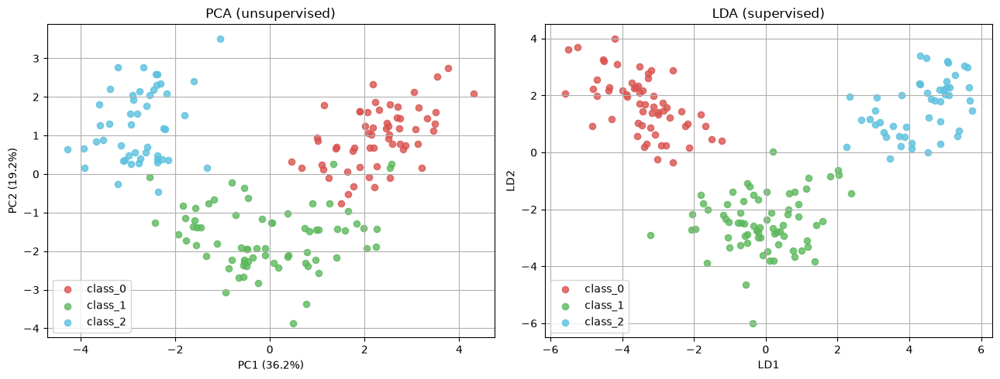 PCA (unsupervised)
PC2 (19.2%)
3
2
1
0
−1
−2
−3
−4
class_0
class_1
class_2
−4
−2
0
2
4
PC1 (36.2%)
LDA (supervised)
LD2
4
2
0
−2
−4
−6
class_0
class_1
class_2
−6
−4
−2
0
2
4
6
LD1